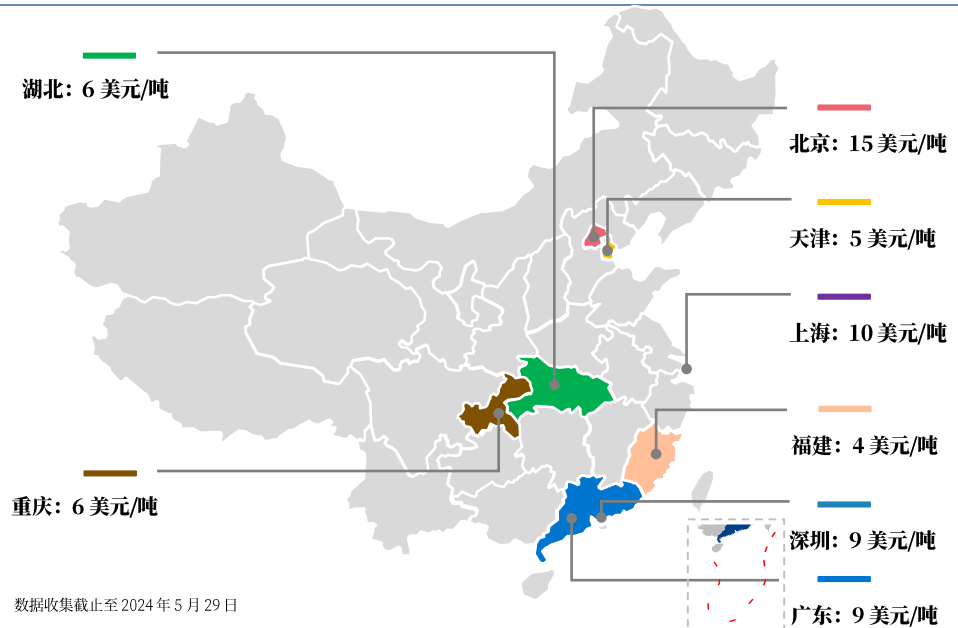 湖北：6 美元/吨
北京：15 美元/吨
天津：5 美元/吨
上海：10 美元/吨
福建：4 美元/吨
重庆：6 美元/吨
深圳：9 美元/吨
广东：9 美元/吨
数据收集截止至 2024 年 5 月 29 日